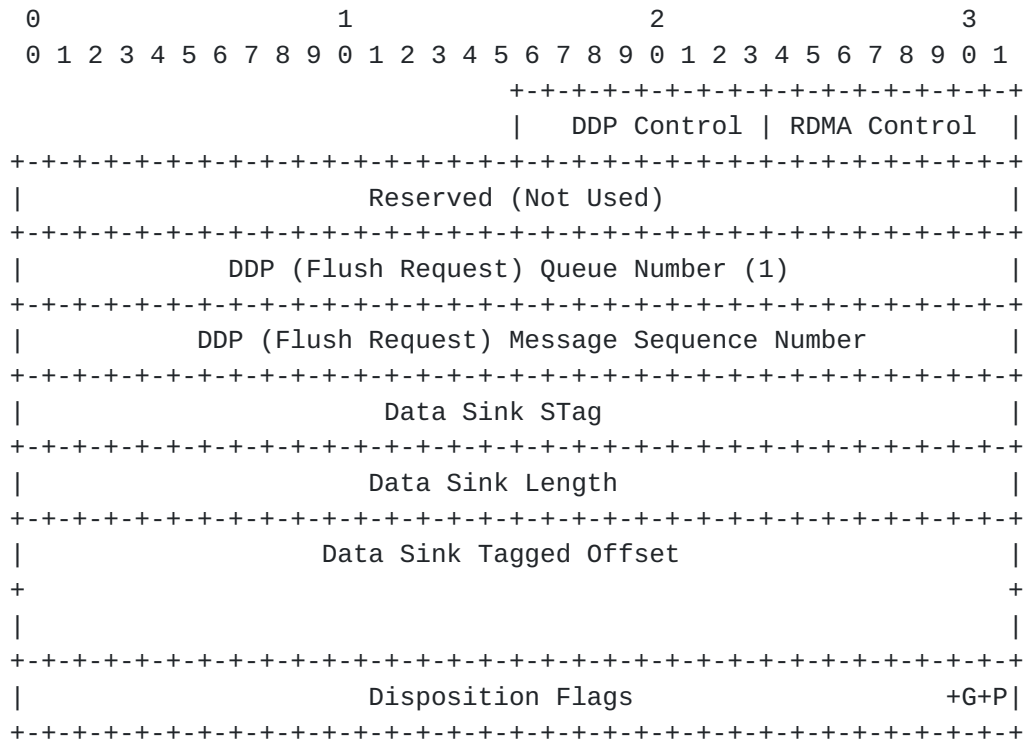 0                   1                   2                   3
 0 1 2 3 4 5 6 7 8 9 0 1 2 3 4 5 6 7 8 9 0 1 2 3 4 5 6 7 8 9 0 1
                                +-+-+-+-+-+-+-+-+-+-+-+-+-+-+-+-+
                                |   DDP Control | RDMA Control  |
+-+-+-+-+-+-+-+-+-+-+-+-+-+-+-+-+-+-+-+-+-+-+-+-+-+-+-+-+-+-+-+-+
|                      Reserved (Not Used)                      |
+-+-+-+-+-+-+-+-+-+-+-+-+-+-+-+-+-+-+-+-+-+-+-+-+-+-+-+-+-+-+-+-+
|             DDP (Flush Request) Queue Number (1)              |
+-+-+-+-+-+-+-+-+-+-+-+-+-+-+-+-+-+-+-+-+-+-+-+-+-+-+-+-+-+-+-+-+
|           DDP (Flush Request) Message Sequence Number         |
+-+-+-+-+-+-+-+-+-+-+-+-+-+-+-+-+-+-+-+-+-+-+-+-+-+-+-+-+-+-+-+-+
|                       Data Sink STag                          |
+-+-+-+-+-+-+-+-+-+-+-+-+-+-+-+-+-+-+-+-+-+-+-+-+-+-+-+-+-+-+-+-+
|                      Data Sink Length                         |
+-+-+-+-+-+-+-+-+-+-+-+-+-+-+-+-+-+-+-+-+-+-+-+-+-+-+-+-+-+-+-+-+
|                   Data Sink Tagged Offset                     |
+                                                               +
|                                                               |
+-+-+-+-+-+-+-+-+-+-+-+-+-+-+-+-+-+-+-+-+-+-+-+-+-+-+-+-+-+-+-+-+
|                      Disposition Flags                    +G+P|
+-+-+-+-+-+-+-+-+-+-+-+-+-+-+-+-+-+-+-+-+-+-+-+-+-+-+-+-+-+-+-+-+